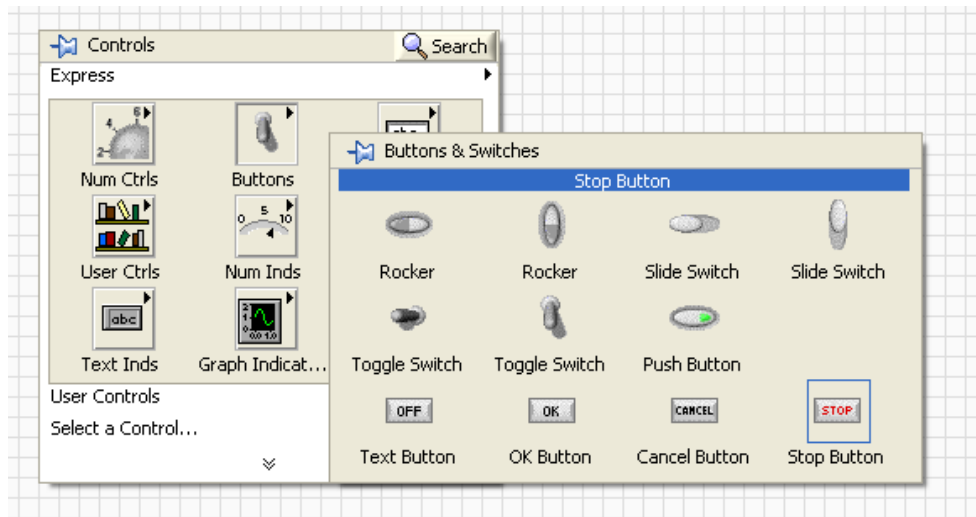 Controls
Search
Express
Num Ctrls
Buttons
User Ctrls
Num Inds
abc
Text Inds
Graph Indicat...
User Controls
Select a Control...
Buttons & Switches
Stop Button
Rocker
Rocker
Slide Switch
Slide Switch
Toggle Switch
Toggle Switch
Push Button
OFF
OK
CANCEL
STOP
Text Button
OK Button
Cancel Button
Stop Button